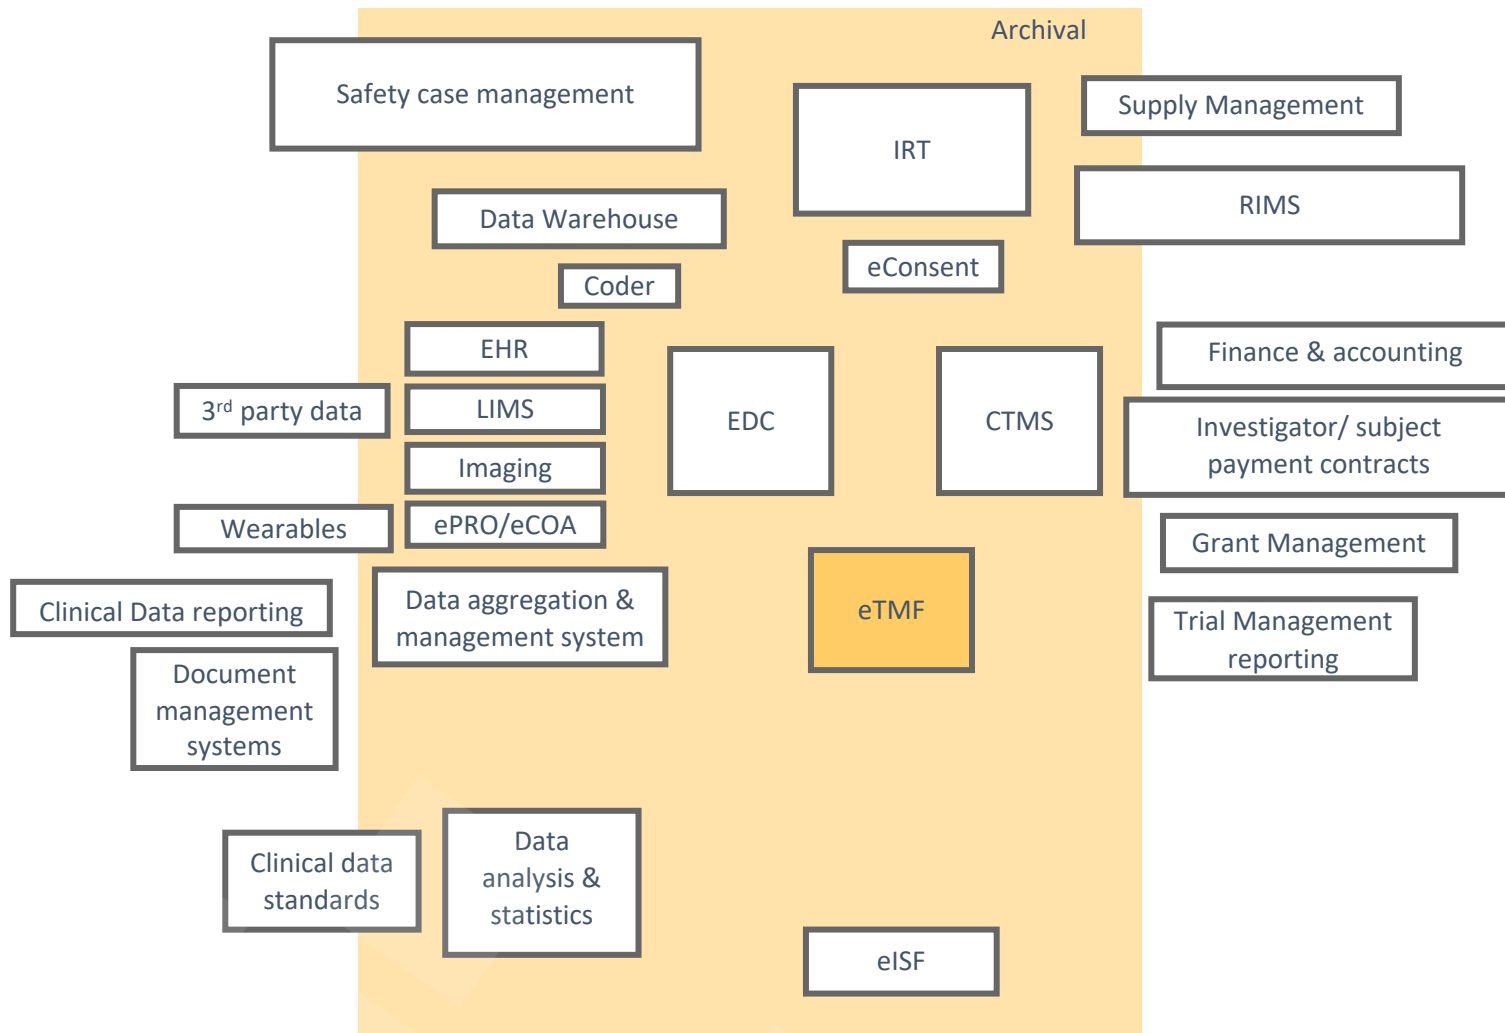 Archival
Safety case management
Supply Management
IRT
RIMS
Data Warehouse
eConsent
Coder
EHR
Finance & accounting
3rd party data
LIMS
EDC
CTMS
Investigator/ subject
payment contracts
Imaging
Wearables
ePRO/eCOA
Grant Management
Clinical Data reporting
Data aggregation &
management system
eTMF
Trial Management
reporting
Document
management
systems
Clinical data
standards
Data
analysis &
statistics
eISF